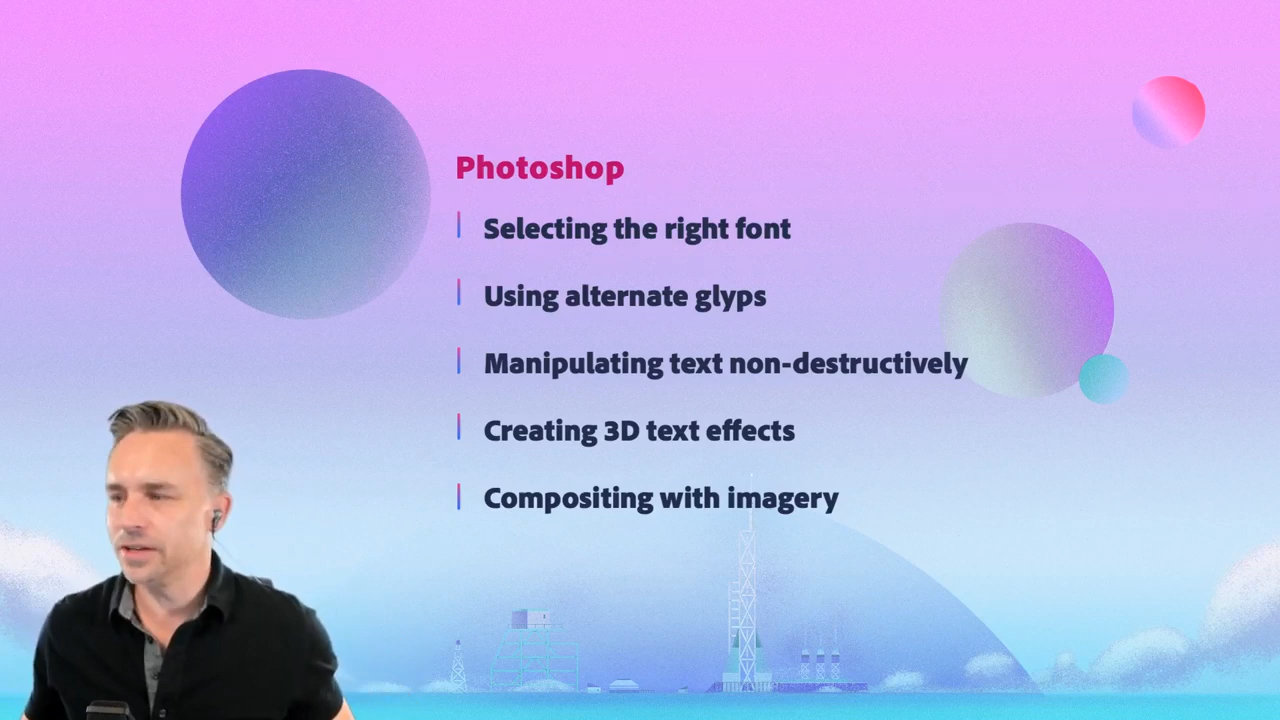 Photoshop
Selecting the right font
Using alternate glyps
Manipulating text non-destructively
Creating 3D text effects
Compositing with imagery